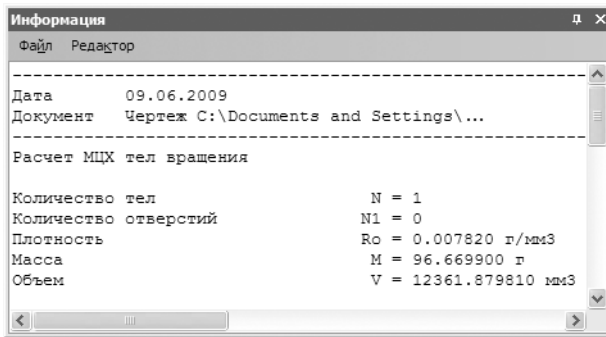 Информация
Файл Редактор
------------------------------------------------------------
Дата 09.06.2009
Документ Чертеж C:\Documents and Settings\...
------------------------------------------------------------
Расчет МЦХ тел вращения
Количество тел N = 1
Количество отверстий N1 = 0
Плотность Ro = 0.007820 г/мм3
Масса M = 96.669900 г
Объем V = 12361.879810 мм3